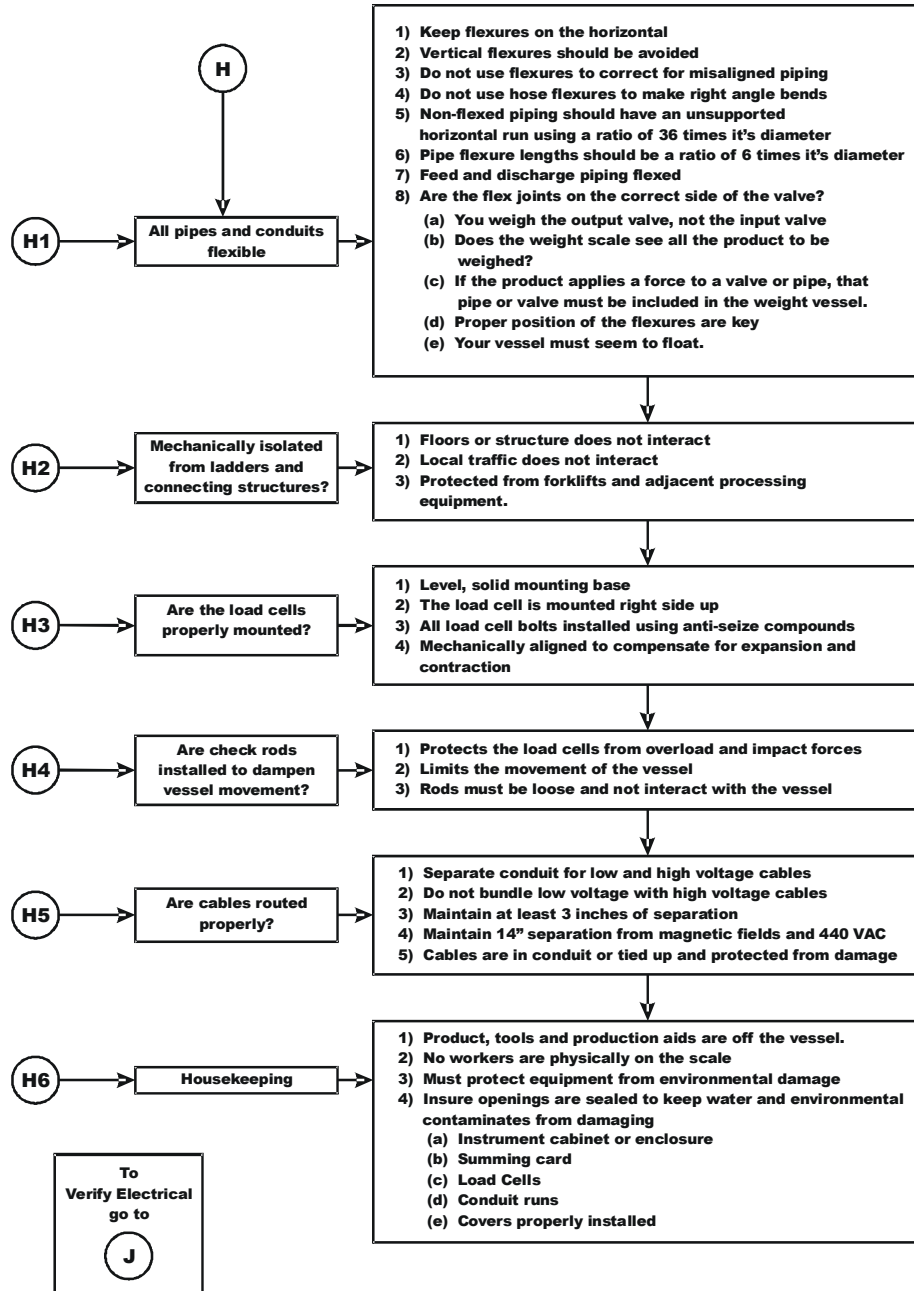 H
1) Keep flexures on the horizontal
2) Vertical flexures should be avoided
3) Do not use flexures to correct for misaligned piping
4) Do not use hose flexures to make right angle bends
5) Non-flexed piping should have an unsupported
horizontal run using a ratio of 36 times it's diameter
6) Pipe flexure lengths should be a ratio of 6 times it's diameter
7) Feed and discharge piping flexed
8) Are the flex joints on the correct side of the valve?
(a) You weigh the output valve, not the input valve
(b) Does the weight scale see all the product to be
weighed?
(c) If the product applies a force to a valve or pipe, that
pipe or valve must be included in the weight vessel.
(d) Proper position of the flexures are key
(e) Your vessel must seem to float.
H1
All pipes and conduits
flexible
H2
Mechanically isolated
from ladders and
connecting structures?
1) Floors or structure does not interact
2) Local traffic does not interact
3) Protected from forklifts and adjacent processing
equipment.
H3
Are the load cells
properly mounted?
1) Level, solid mounting base
2) The load cell is mounted right side up
3) All load cell bolts installed using anti-seize compounds
4) Mechanically aligned to compensate for expansion and
contraction
H4
Are check rods
installed to dampen
vessel movement?
1) Protects the load cells from overload and impact forces
2) Limits the movement of the vessel
3) Rods must be loose and not interact with the vessel
H5
Are cables routed
properly?
1) Separate conduit for low and high voltage cables
2) Do not bundle low voltage with high voltage cables
3) Maintain at least 3 inches of separation
4) Maintain 14” separation from magnetic fields and 440 VAC
5) Cables are in conduit or tied up and protected from damage
H6
Housekeeping
1) Product, tools and production aids are off the vessel.
2) No workers are physically on the scale
3) Must protect equipment from environmental damage
4) Insure openings are sealed to keep water and environmental
contaminates from damaging
(a) Instrument cabinet or enclosure
(b) Summing card
(c) Load Cells
(d) Conduit runs
(e) Covers properly installed
To
Verify Electrical
go to
J